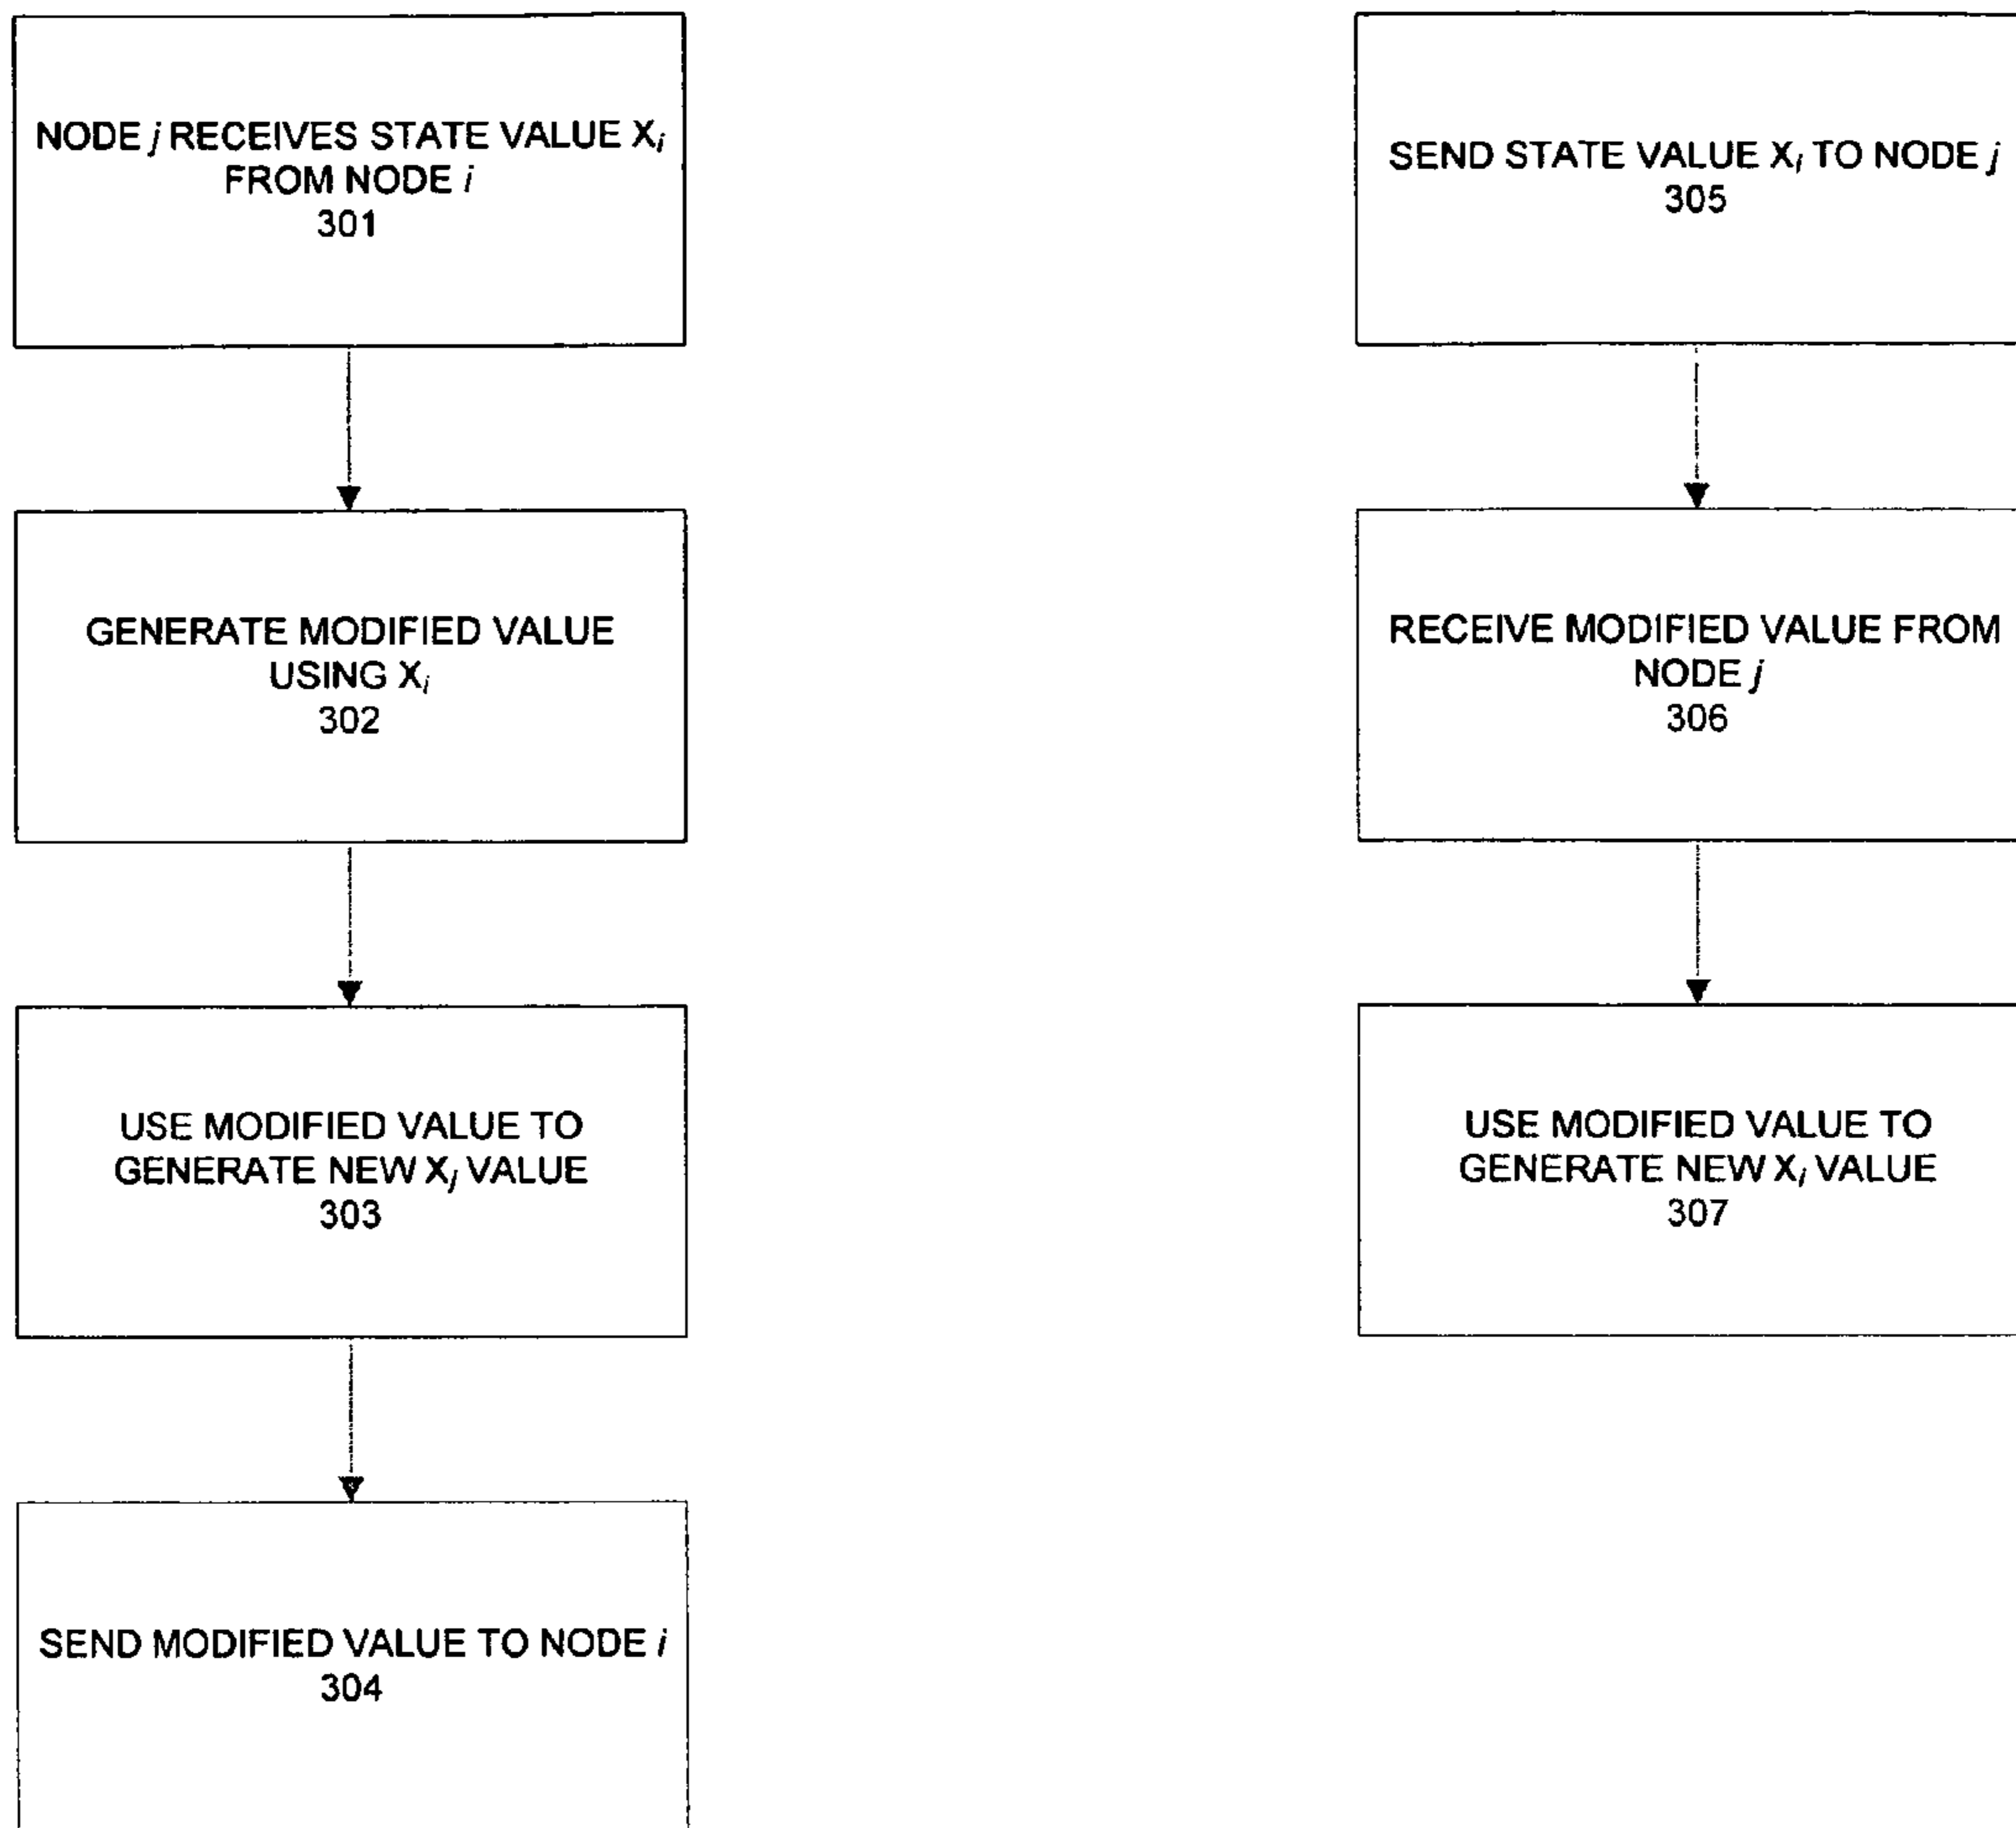 NODE j RECEIVES STATE VALUE Xi
FROM NODE i
301
GENERATE MODIFIED VALUE
USING Xi
302
USE MODIFIED VALUE TO
GENERATE NEW Xj VALUE
303
SEND MODIFIED VALUE TO NODE i
304
SEND STATE VALUE Xi TO NODE j
305
RECEIVE MODIFIED VALUE FROM
NODE j
306
USE MODIFIED VALUE TO
GENERATE NEW Xi VALUE
307